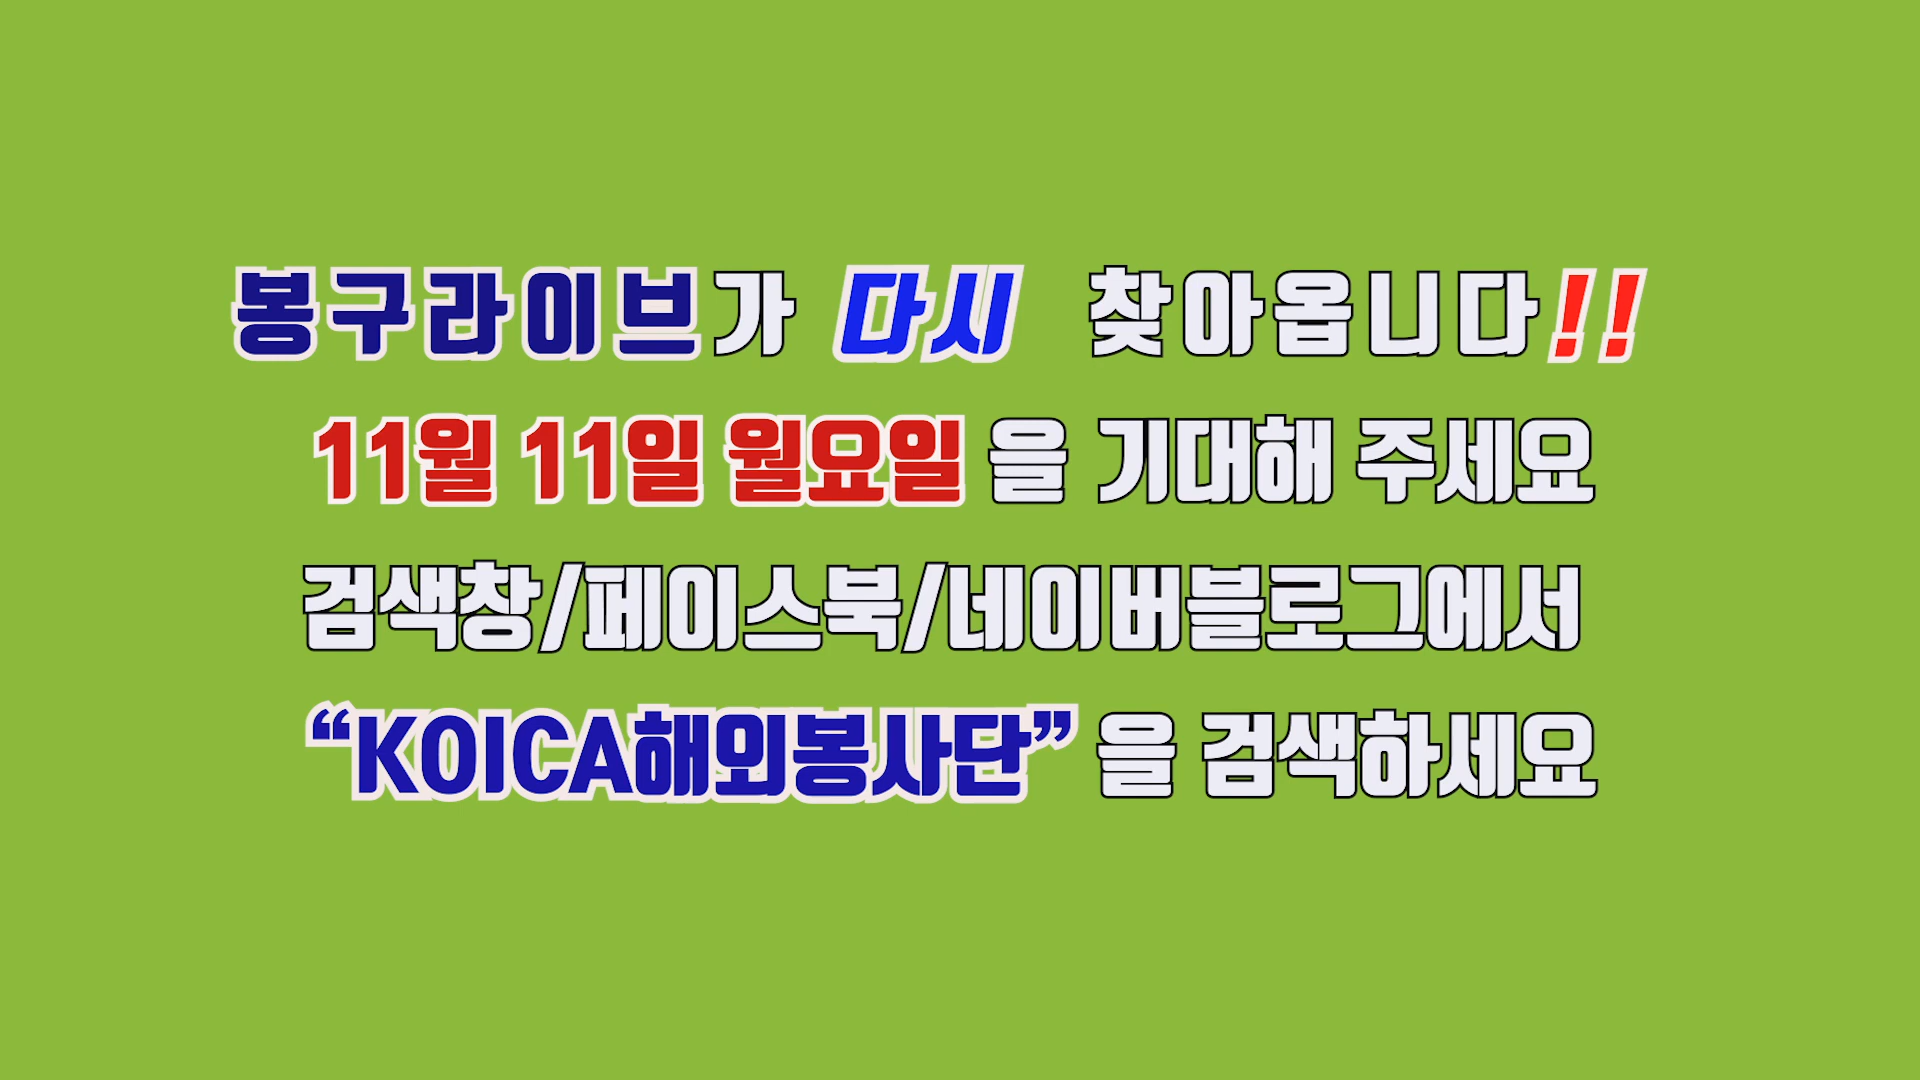 봉구라이브가 다시 찾아옵니다!!
11월 11일 월요일 을 기대해 주세요
검색창/페이스북/네이버블로그에서
“KOICA해외봉사단” 을 검색하세요